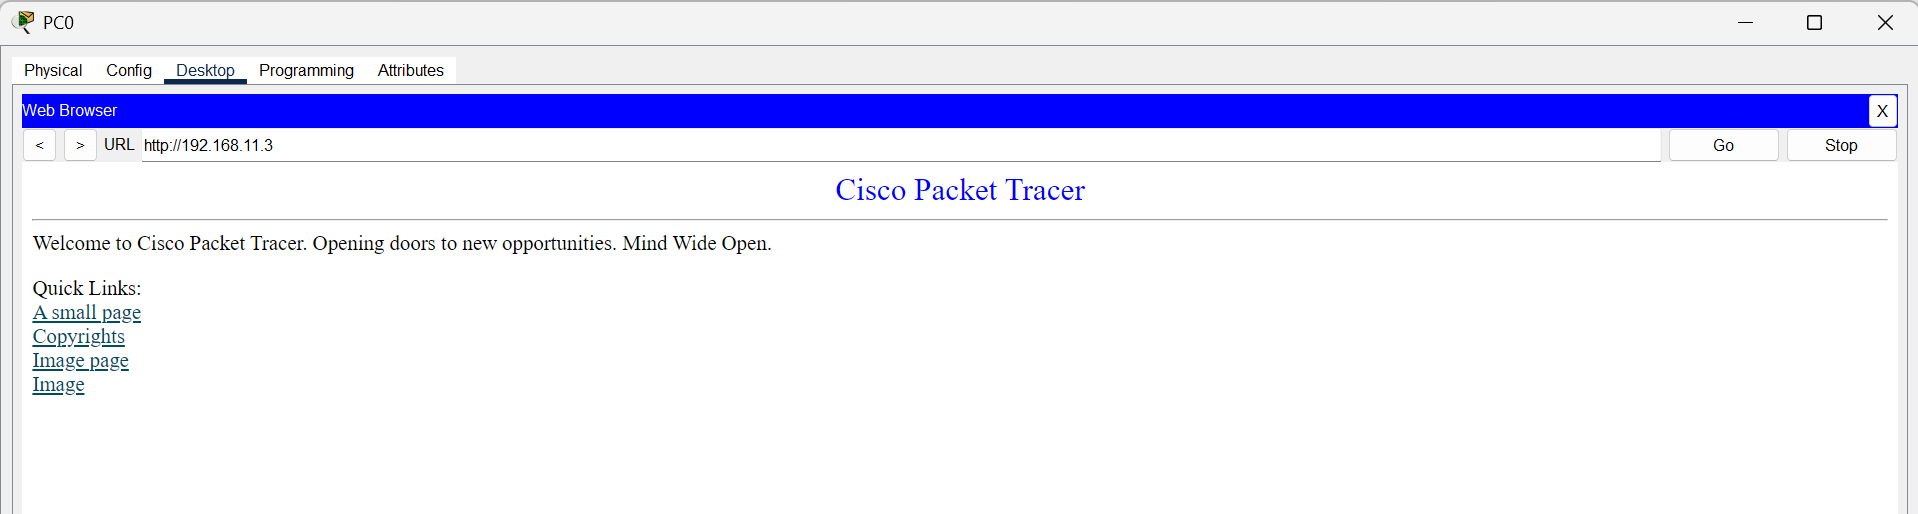 PC0
Physical Config Desktop Programming Attributes
Web Browser X
< > URL http://192.168.11.3 Go Stop
Cisco Packet Tracer
Welcome to Cisco Packet Tracer. Opening doors to new opportunities. Mind Wide Open.
Quick Links:
A small page
Copyrights
Image page
Image